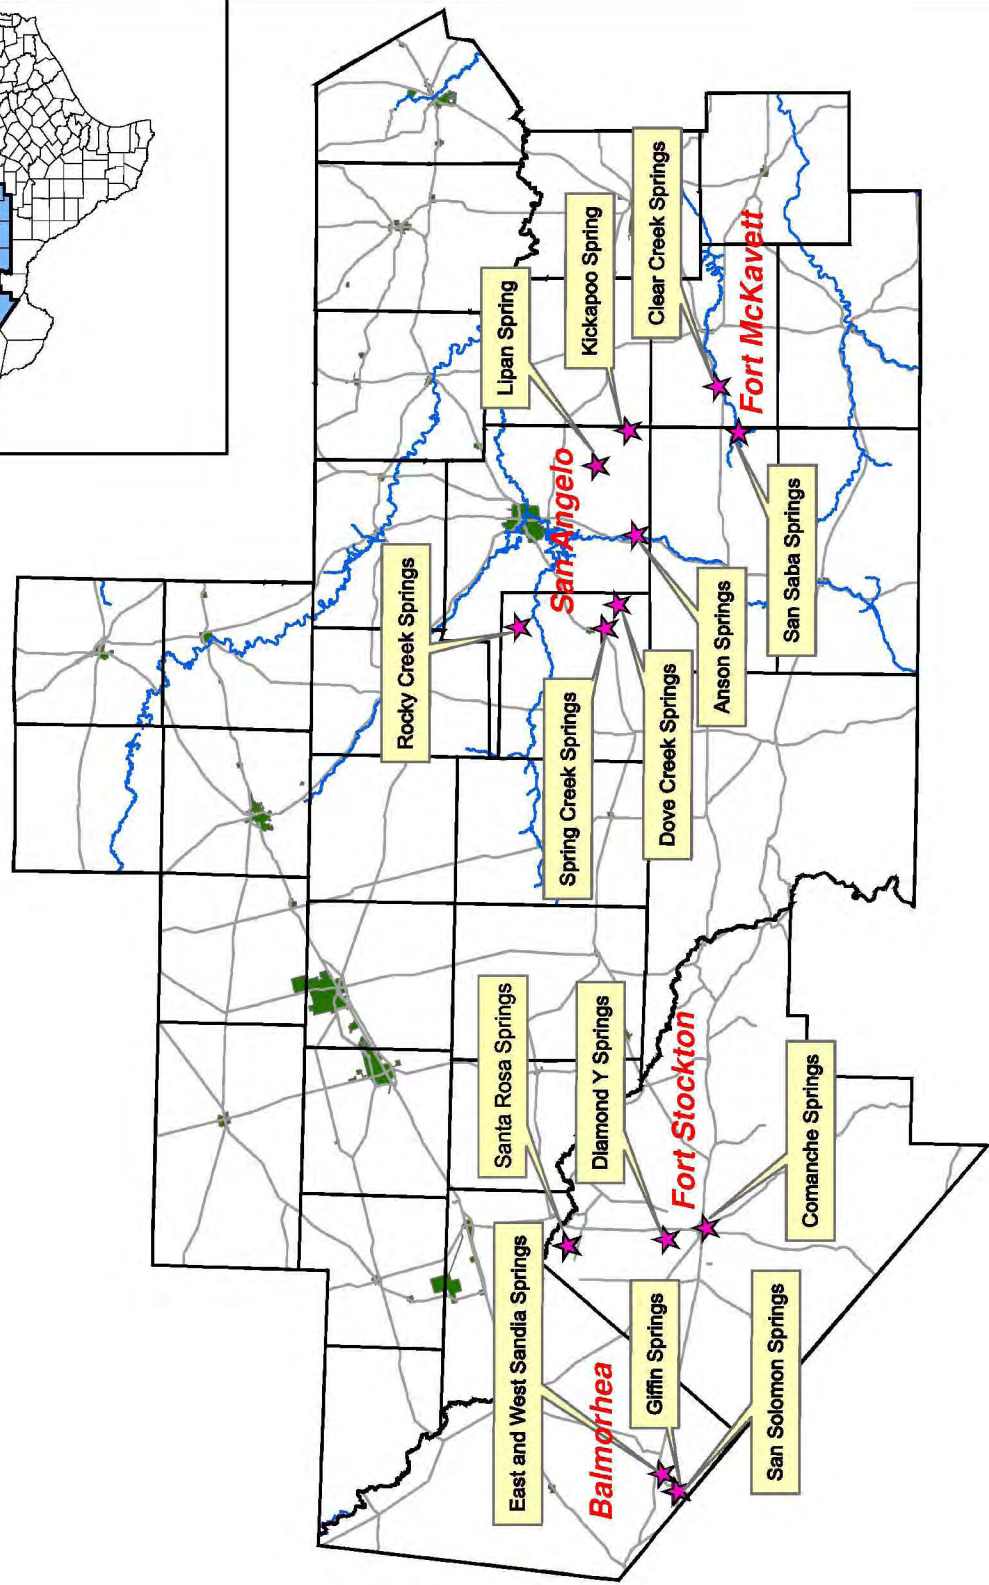 East and West Sandia Springs
Balmorhea
Giffin Springs
San Solomon Springs
Santa Rosa Springs
Diamond Y Springs
Fort Stockton
Comanche Springs
Rocky Creek Springs
Spring Creek Springs
Dove Creek Springs
Anson Springs
San Saba Springs
San Angelo
Lipan Spring
Kickapoo Spring
Clear Creek Springs
Fort McKavett